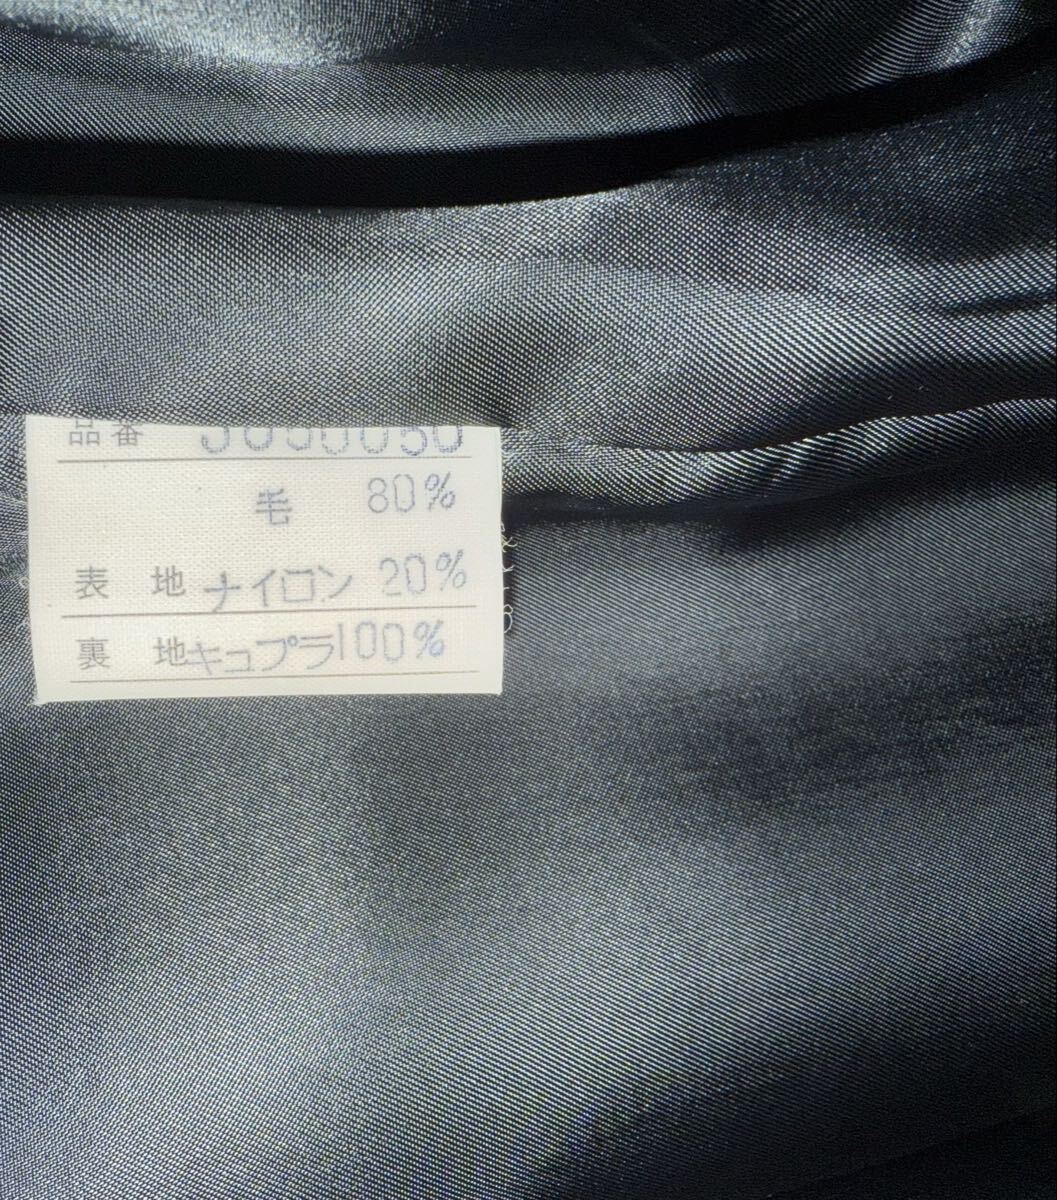 品番
毛 80%
表地 ナイロン 20%
裏地 キュプラ 100%